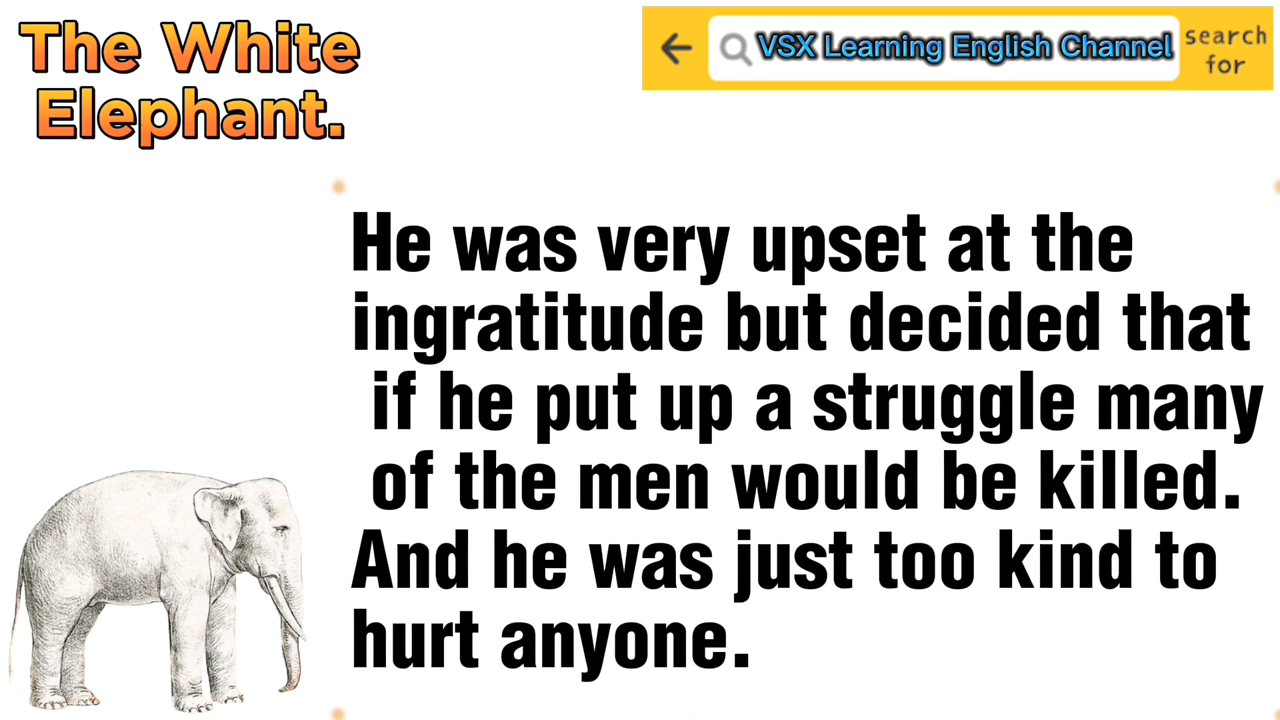 The White
Elephant.
VSX Learning English Channel
search
for
He was very upset at the
ingratitude but decided that
if he put up a struggle many
of the men would be killed.
And he was just too kind to
hurt anyone.